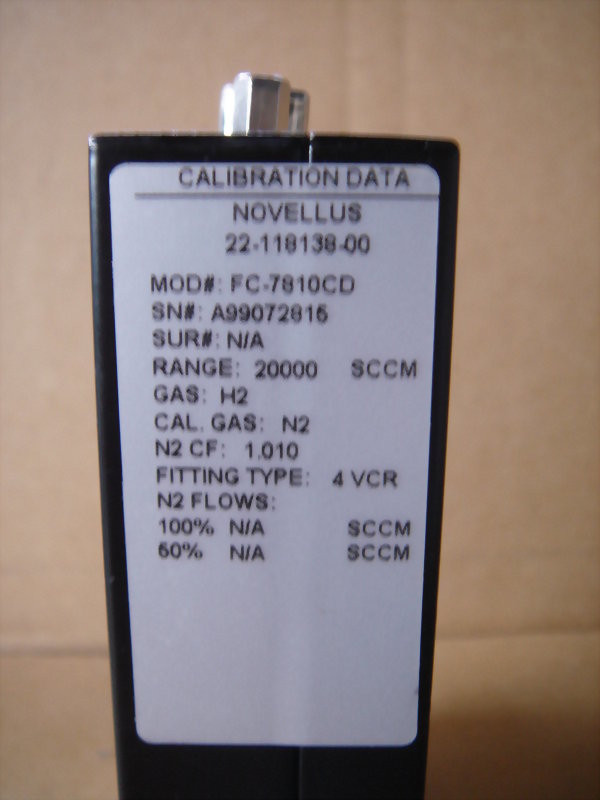 CALIBRATION DATA
NOVELLUS
22-118138-00
MOD#: FC-7810CD
SN#: A99072815
SUR#: N/A
RANGE: 20000 SCCM
GAS: H2
CAL. GAS: N2
N2 CF: 1.010
FITTING TYPE: 4 VCR
N2 FLOWS:
100% N/A SCCM
50% N/A SCCM